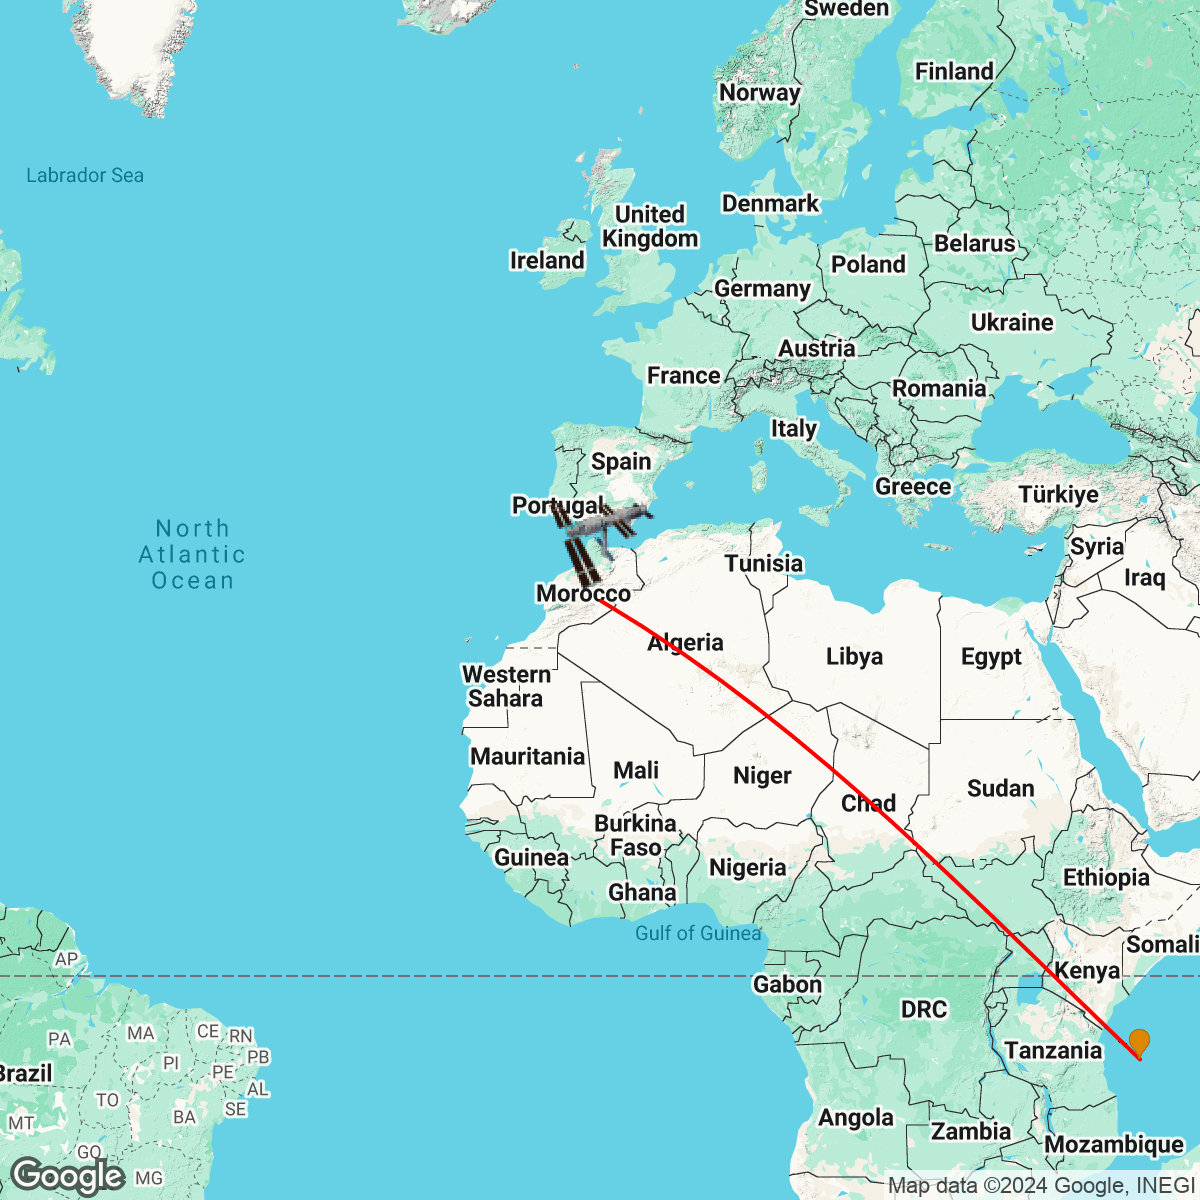 Sweden
Finland
Norway
Labrador Sea
Denmark
United
Kingdom
Belarus
Ireland
Poland
Germany
Ukraine
Austria
France
Romania
Italy
Spain
Greece
Türkiye
Portugal
North
Atlantic
Ocean
Syria
Tunisia
Iraq
Morocco
Algeria
Libya
Egypt
Western
Sahara
Mauritania
Mali
Niger
Sudan
Chad
Burkina
Faso
Guinea
Nigeria
Ethiopia
Ghana
Gulf of Guinea
Somali
AP
Kenya
Gabon
DRC
PA
MA
CE
RN
PB
PI
PE
Tanzania
Brazil
AL
TO
SE
BA
MT
Angola
Zambia
Mozambique
GO
MG
Google
Map data ©2024 Google, INEGI